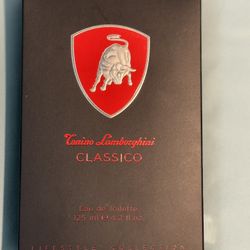 Tonino Lamborghini
CLASSICO
Eau de Toilette
125 ml ℮ 4.2 fl.oz.